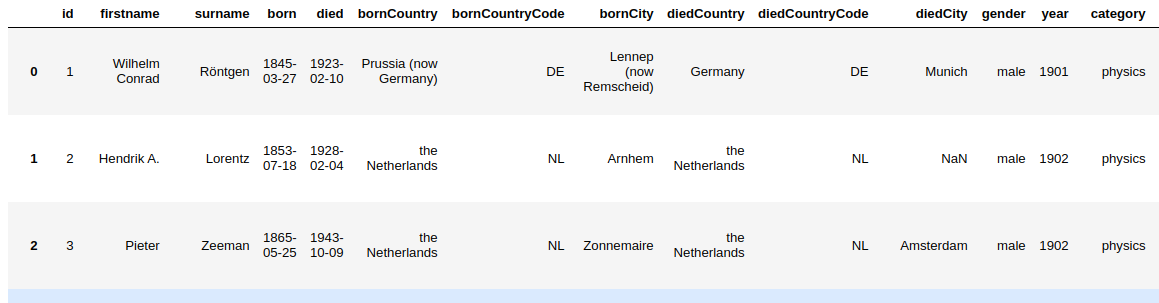 id firstname surname born died bornCountry bornCountryCode bornCity diedCountry diedCountryCode diedCity gender year category
0 1 Wilhelm Conrad Röntgen 1845-03-27 1923-02-10 Prussia (now Germany) DE Lennep (now Remscheid) Germany DE Munich male 1901 physics
1 2 Hendrik A. Lorentz 1853-07-18 1928-02-04 the Netherlands NL Arnhem the Netherlands NL NaN male 1902 physics
2 3 Pieter Zeeman 1865-05-25 1943-10-09 the Netherlands NL Zonnemaire the Netherlands NL Amsterdam male 1902 physics